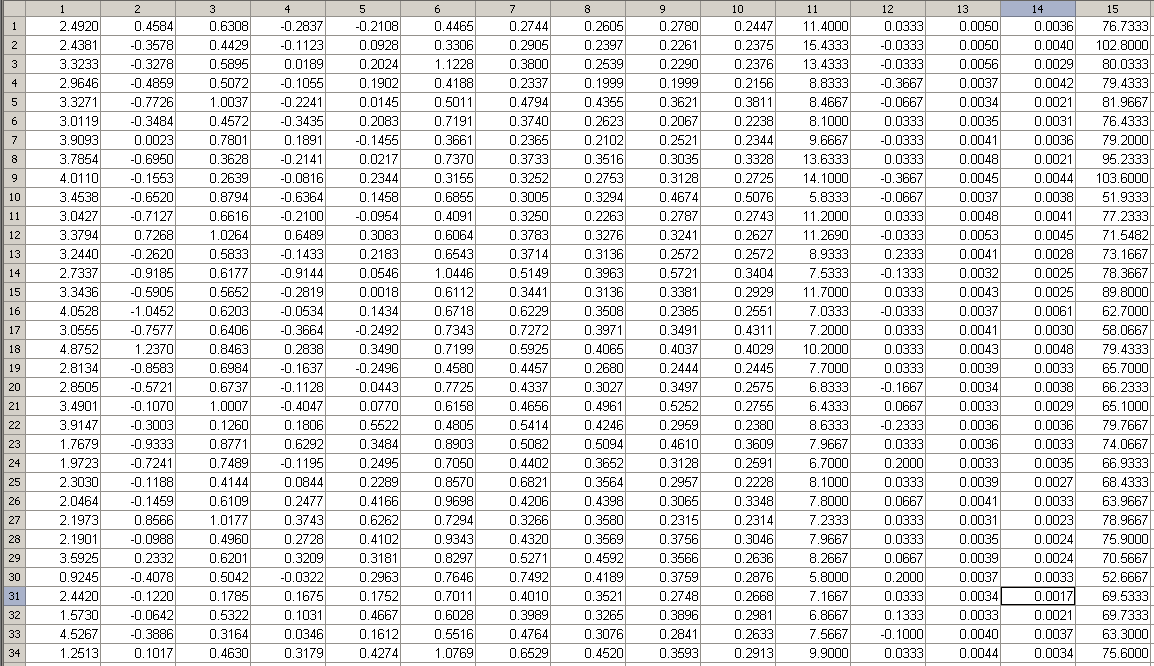 1 2 3 4 5 6 7 8 9 10 11 12 13 14 15
1 2.4920 0.4584 0.6308 -0.2837 -0.2108 0.4465 0.2744 0.2605 0.2780 0.2447 11.4000 0.0333 0.0050 0.0036 76.7333
2 2.4381 -0.3578 0.4429 -0.1123 0.0928 0.3306 0.2905 0.2397 0.2261 0.2375 15.4333 -0.0333 0.0050 0.0040 102.8000
3 3.3233 -0.3278 0.5895 0.0189 0.2024 1.1228 0.3800 0.2539 0.2290 0.2376 13.4333 -0.0333 0.0056 0.0029 80.0333
4 2.9646 -0.4859 0.5072 -0.1055 0.1902 0.4188 0.2337 0.1999 0.1999 0.2156 8.8333 -0.3667 0.0037 0.0042 79.4333
5 3.3271 -0.7726 1.0037 -0.2241 0.0145 0.5011 0.4794 0.4355 0.3621 0.3811 8.4667 -0.0667 0.0034 0.0021 81.9667
6 3.0119 -0.3484 0.4572 -0.3435 0.2083 0.7191 0.3740 0.2623 0.2067 0.2238 8.1000 0.0333 0.0035 0.0031 76.4333
7 3.9093 0.0023 0.7801 0.1891 -0.1455 0.3661 0.2365 0.2102 0.2521 0.2344 9.6667 -0.0333 0.0041 0.0036 79.2000
8 3.7854 -0.6950 0.3628 -0.2141 0.0217 0.7370 0.3733 0.3516 0.3035 0.3328 13.6333 0.0333 0.0048 0.0021 95.2333
9 4.0110 -0.1553 0.2639 -0.0816 0.2344 0.3155 0.3252 0.2753 0.3128 0.2725 14.1000 -0.3667 0.0045 0.0044 103.6000
10 3.4538 -0.6520 0.8794 -0.6364 0.1458 0.6855 0.3005 0.3294 0.4674 0.5076 5.8333 -0.0667 0.0037 0.0038 51.9333
11 3.0427 -0.7127 0.6616 -0.2100 -0.0954 0.4091 0.3250 0.2263 0.2787 0.2743 11.2000 0.0333 0.0048 0.0041 77.2333
12 3.3794 0.7268 1.0264 0.6489 0.3083 0.6064 0.3783 0.3276 0.3241 0.2627 11.2690 -0.0333 0.0053 0.0045 71.5482
13 3.2440 -0.2620 0.5833 -0.1433 0.2183 0.6543 0.3714 0.3136 0.2572 0.2572 8.9333 0.2333 0.0041 0.0028 73.1667
14 2.7337 -0.9185 0.6177 -0.9144 0.0546 1.0446 0.5149 0.3963 0.5721 0.3404 7.5333 -0.1333 0.0032 0.0025 78.3667
15 3.3436 -0.5905 0.5652 -0.2819 0.0018 0.6112 0.3441 0.3136 0.3381 0.2929 11.7000 0.0333 0.0043 0.0025 89.8000
16 4.0528 -1.0452 0.6203 -0.0534 0.1434 0.6718 0.6229 0.3508 0.2385 0.2551 7.0333 -0.0333 0.0037 0.0061 62.7000
17 3.0555 -0.7577 0.6406 -0.3664 -0.2492 0.7343 0.7272 0.3971 0.3491 0.4311 7.2000 0.0333 0.0041 0.0030 58.0667
18 4.8752 1.2370 0.8463 0.2838 0.3490 0.7199 0.5925 0.4065 0.4037 0.4029 10.2000 0.0333 0.0043 0.0048 79.4333
19 2.8134 -0.8583 0.6984 -0.1637 -0.2496 0.4580 0.4457 0.2680 0.2444 0.2445 7.7000 0.0333 0.0039 0.0033 65.7000
20 2.8505 -0.5721 0.6737 -0.1128 0.0443 0.7725 0.4337 0.3027 0.3497 0.2575 6.8333 -0.1667 0.0034 0.0038 66.2333
21 3.4901 -0.1070 1.0007 -0.4047 0.0770 0.6158 0.4656 0.4961 0.5252 0.2755 6.4333 0.0667 0.0033 0.0029 65.1000
22 3.9147 -0.3003 0.1260 0.1806 0.5522 0.4805 0.5414 0.4246 0.2959 0.2380 8.6333 -0.2333 0.0036 0.0036 79.7667
23 1.7679 -0.9333 0.8771 0.6292 0.3484 0.8903 0.5082 0.5094 0.4610 0.3609 7.9667 0.0333 0.0036 0.0033 74.0667
24 1.9723 -0.7241 0.7489 -0.1195 0.2495 0.7050 0.4402 0.3652 0.3128 0.2591 6.7000 0.2000 0.0033 0.0035 66.9333
25 2.3030 -0.1188 0.4144 0.0844 0.2289 0.8570 0.6821 0.3564 0.2957 0.2228 8.1000 0.0333 0.0039 0.0027 68.4333
26 2.0464 -0.1459 0.6109 0.2477 0.4166 0.9698 0.4206 0.4398 0.3065 0.3348 7.8000 0.0667 0.0041 0.0033 63.9667
27 2.1973 0.8566 1.0177 0.3743 0.6262 0.7294 0.3266 0.3580 0.2315 0.2314 7.2333 0.0333 0.0031 0.0023 78.9667
28 2.1901 -0.0988 0.4960 0.2728 0.4102 0.9343 0.4320 0.3569 0.3756 0.3046 7.9667 0.0333 0.0035 0.0024 75.9000
29 3.5925 0.2332 0.6201 0.3209 0.3181 0.8297 0.5271 0.4592 0.3566 0.2636 8.2667 0.0667 0.0039 0.0024 70.5667
30 0.9245 -0.4078 0.5042 -0.0322 0.2963 0.7646 0.7492 0.4189 0.3759 0.2876 5.8000 0.2000 0.0037 0.0033 52.6667
31 2.4420 -0.1220 0.1785 0.1675 0.1752 0.7011 0.4010 0.3521 0.2748 0.2668 7.1667 0.0333 0.0034 0.0017 69.5333
32 1.5730 -0.0642 0.5322 0.1031 0.4667 0.6028 0.3989 0.3265 0.3896 0.2981 6.8667 0.1333 0.0033 0.0021 69.7333
33 4.5267 -0.3886 0.3164 0.0346 0.1612 0.5516 0.4764 0.3076 0.2841 0.2633 7.5667 -0.1000 0.0040 0.0037 63.3000
34 1.2513 0.1017 0.4630 0.3179 0.4274 1.0769 0.6529 0.4520 0.3593 0.2913 9.9000 0.0333 0.0044 0.0034 75.6000